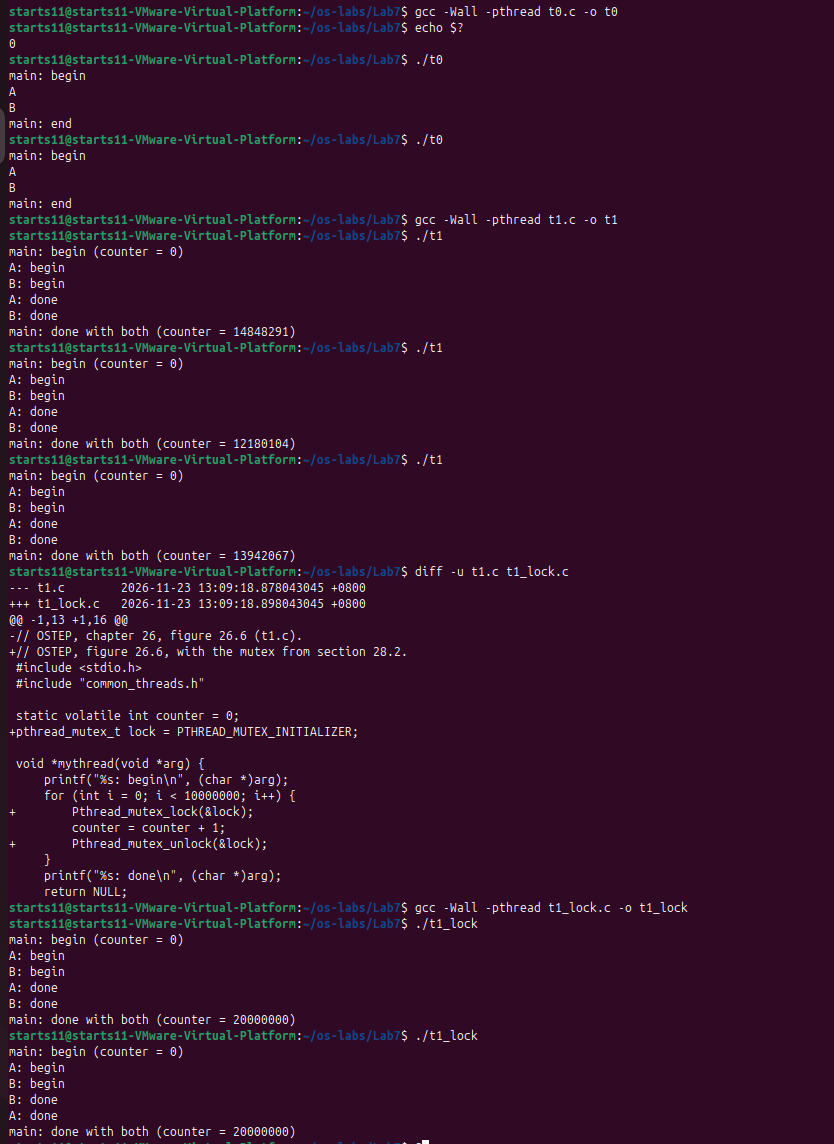 starts11@starts11-VMware-Virtual-Platform:~/os-labs/Lab7$ gcc -Wall -pthread t0.c -o t0
starts11@starts11-VMware-Virtual-Platform:~/os-labs/Lab7$ echo $?
0
starts11@starts11-VMware-Virtual-Platform:~/os-labs/Lab7$ ./t0
main: begin
A
B
main: end
starts11@starts11-VMware-Virtual-Platform:~/os-labs/Lab7$ ./t0
main: begin
A
B
main: end
starts11@starts11-VMware-Virtual-Platform:~/os-labs/Lab7$ gcc -Wall -pthread t1.c -o t1
starts11@starts11-VMware-Virtual-Platform:~/os-labs/Lab7$ ./t1
main: begin (counter = 0)
A: begin
B: begin
A: done
B: done
main: done with both (counter = 14848291)
starts11@starts11-VMware-Virtual-Platform:~/os-labs/Lab7$ ./t1
main: begin (counter = 0)
A: begin
B: begin
A: done
B: done
main: done with both (counter = 12180104)
starts11@starts11-VMware-Virtual-Platform:~/os-labs/Lab7$ ./t1
main: begin (counter = 0)
A: begin
B: begin
A: done
B: done
main: done with both (counter = 13942067)
starts11@starts11-VMware-Virtual-Platform:~/os-labs/Lab7$ diff -u t1.c t1_lock.c
--- t1.c        2026-11-23 13:09:18.878043045 +0800
+++ t1_lock.c   2026-11-23 13:09:18.898043045 +0800
@@ -1,13 +1,16 @@
-// OSTEP, chapter 26, figure 26.6 (t1.c).
+// OSTEP, figure 26.6, with the mutex from section 28.2.
 #include <stdio.h>
 #include "common_threads.h"

 static volatile int counter = 0;
+pthread_mutex_t lock = PTHREAD_MUTEX_INITIALIZER;

 void *mythread(void *arg) {
     printf("%s: begin\n", (char *)arg);
     for (int i = 0; i < 10000000; i++) {
+        Pthread_mutex_lock(&lock);
         counter = counter + 1;
+        Pthread_mutex_unlock(&lock);
     }
     printf("%s: done\n", (char *)arg);
     return NULL;
starts11@starts11-VMware-Virtual-Platform:~/os-labs/Lab7$ gcc -Wall -pthread t1_lock.c -o t1_lock
starts11@starts11-VMware-Virtual-Platform:~/os-labs/Lab7$ ./t1_lock
main: begin (counter = 0)
A: begin
B: begin
A: done
B: done
main: done with both (counter = 20000000)
starts11@starts11-VMware-Virtual-Platform:~/os-labs/Lab7$ ./t1_lock
main: begin (counter = 0)
A: begin
B: begin
B: done
A: done
main: done with both (counter = 20000000)